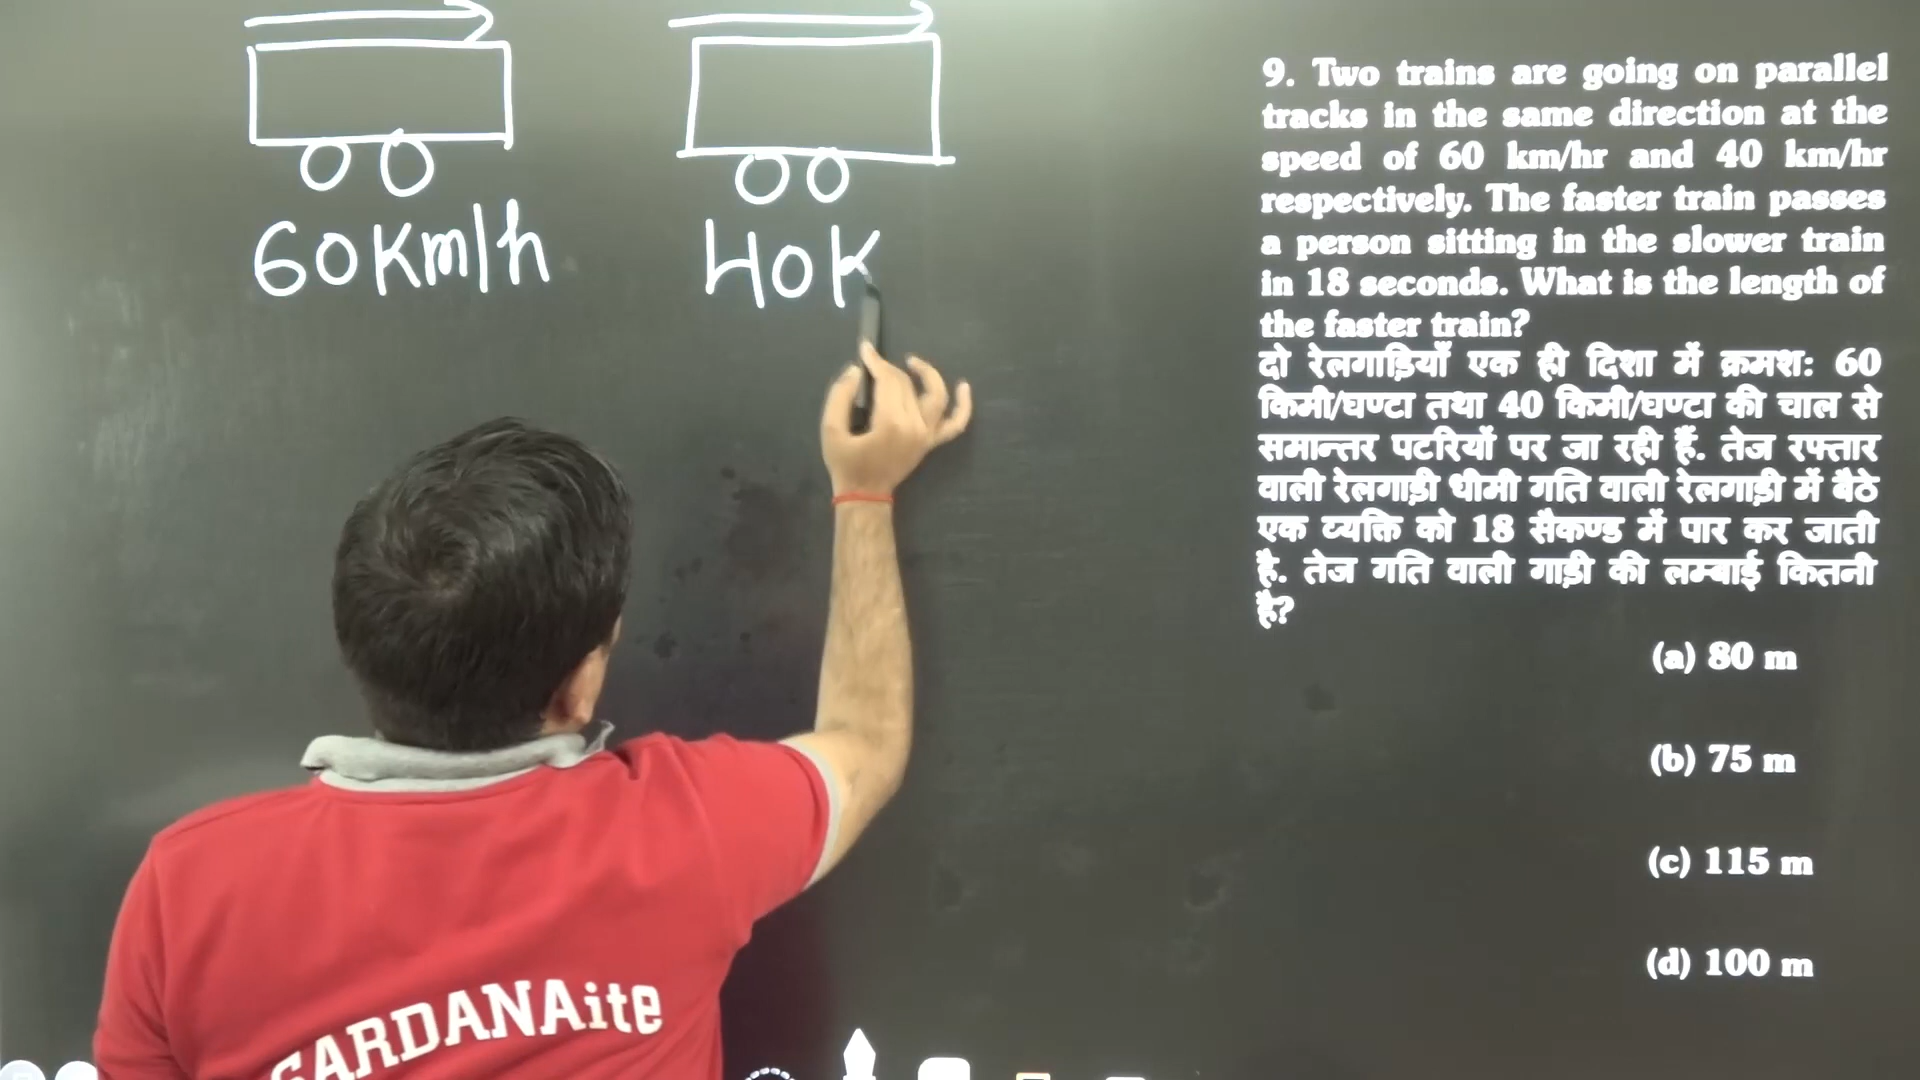 60Km/h
40K
9. Two trains are going on parallel
tracks in the same direction at the
speed of 60 km/hr and 40 km/hr
respectively. The faster train passes
a person sitting in the slower train
in 18 seconds. What is the length of
the faster train?
दो रेलगाड़ियाँ एक ही दिशा में क्रमश: 60
किमी/घण्टा तथा 40 किमी/घण्टा की चाल से
समान्तर पटरियों पर जा रही हैं. तेज रफ्तार
वाली रेलगाड़ी धीमी गति वाली रेलगाड़ी में बैठे
एक व्यक्ति को 18 सैकण्ड में पार कर जाती
है. तेज गति वाली गाड़ी की लम्बाई कितनी
है?
(a) 80 m
(b) 75 m
(c) 115 m
(d) 100 m
SARDANAite